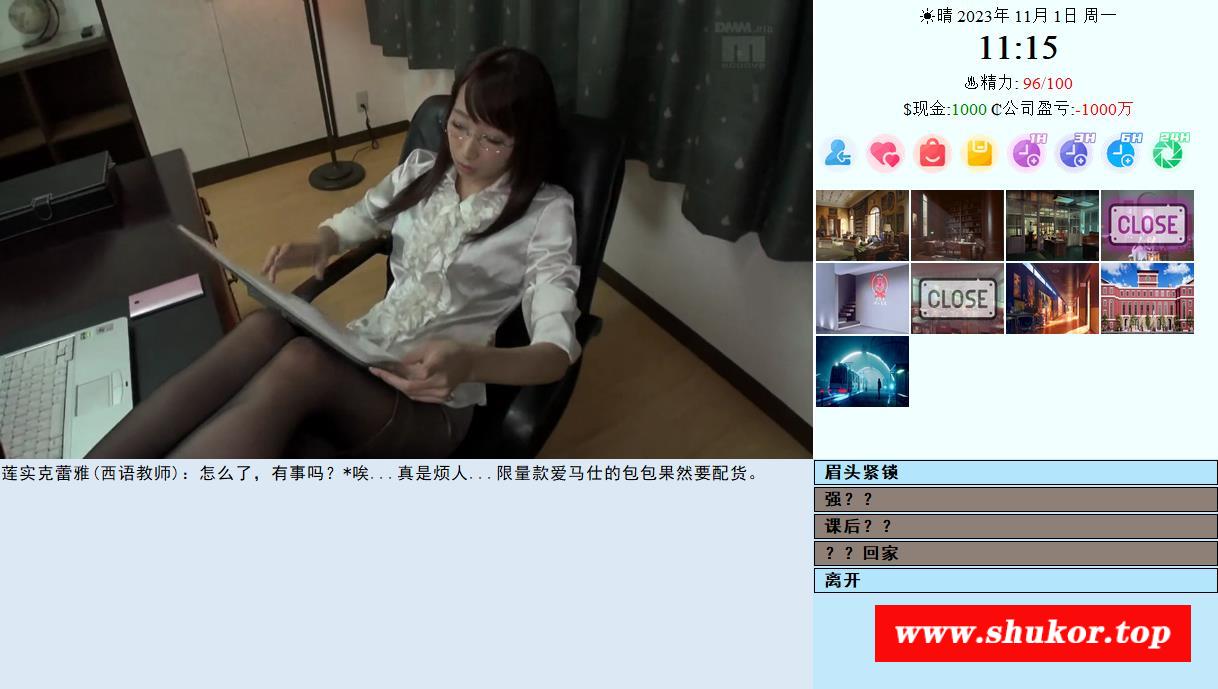 DMM.
m
moodyz
莲实克蕾雅(西语教师): 怎么了，有事吗？*唉...真是烦人...限量款爱马仕的包包果然要配货。
☀晴 2023年 11月 1日 周一
11:15
♨精力: 96/100
$现金:1000 ₵公司盈亏:-1000万
1H
3H
6H
24H
CLOSE
CLOSE
眉头紧锁
强？？
课后？？
？？回家
离开
www.shukor.top